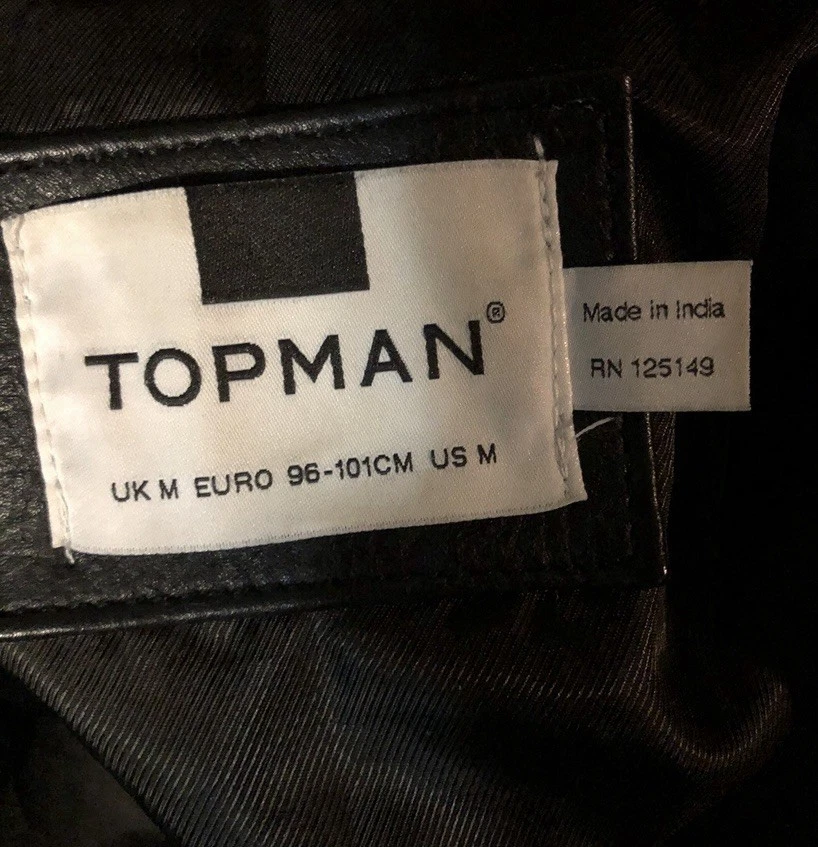 TOPMAN®
UK M EURO 96-101CM US M
Made in India
RN 125149